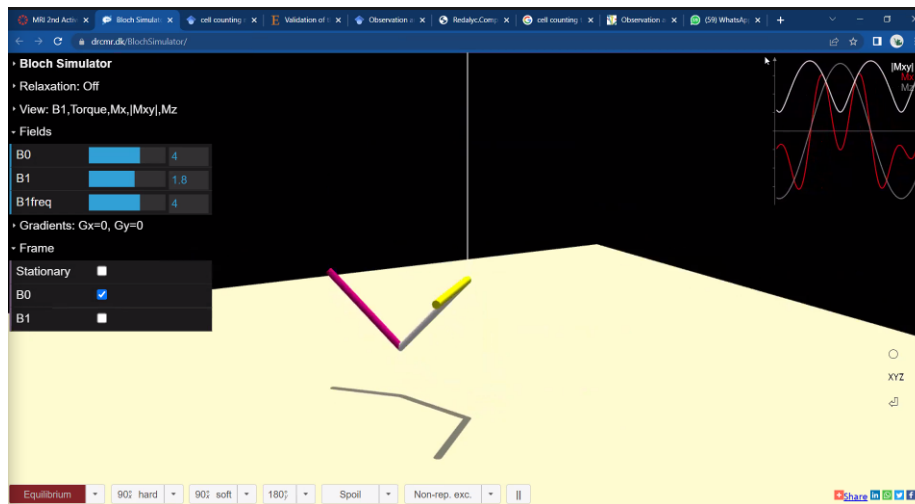 MRI 2nd Activ
Bloch Simulat
cell counting c
Validation of t
Observation o
Redalyc.Comp
cell counting (
Observation a
(59) WhatsAp
drcmr.dk/BlochSimulator/
Bloch Simulator
Relaxation: Off
View: B1,Torque,Mx,|Mxy|,Mz
Fields
B0 4
B1 1.8
B1freq 4
Gradients: Gx=0, Gy=0
Frame
Stationary
B0
B1
|Mxy|
Mx
Mz
XYZ
Equilibrium
90° hard
90° soft
180°
Spoil
Non-rep. exc.
||
Share